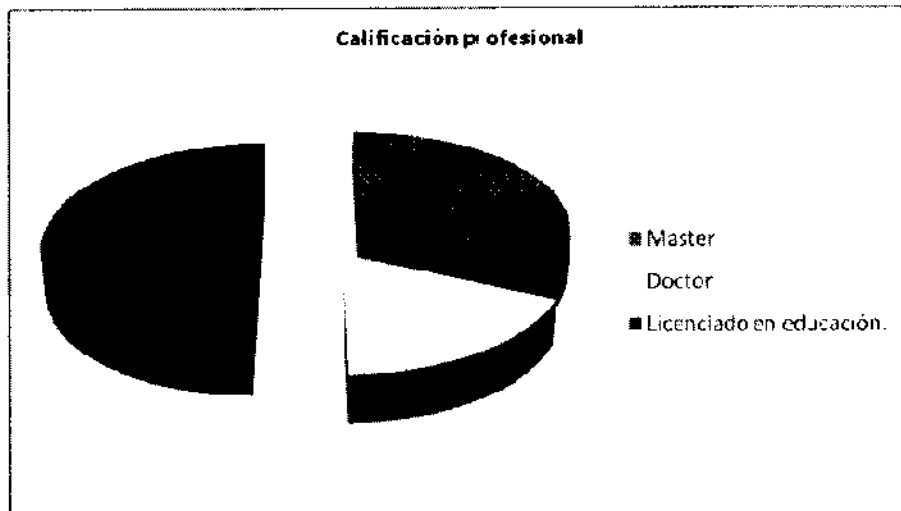 Calificación profesional
Master
Doctor
Licenciado en educación.